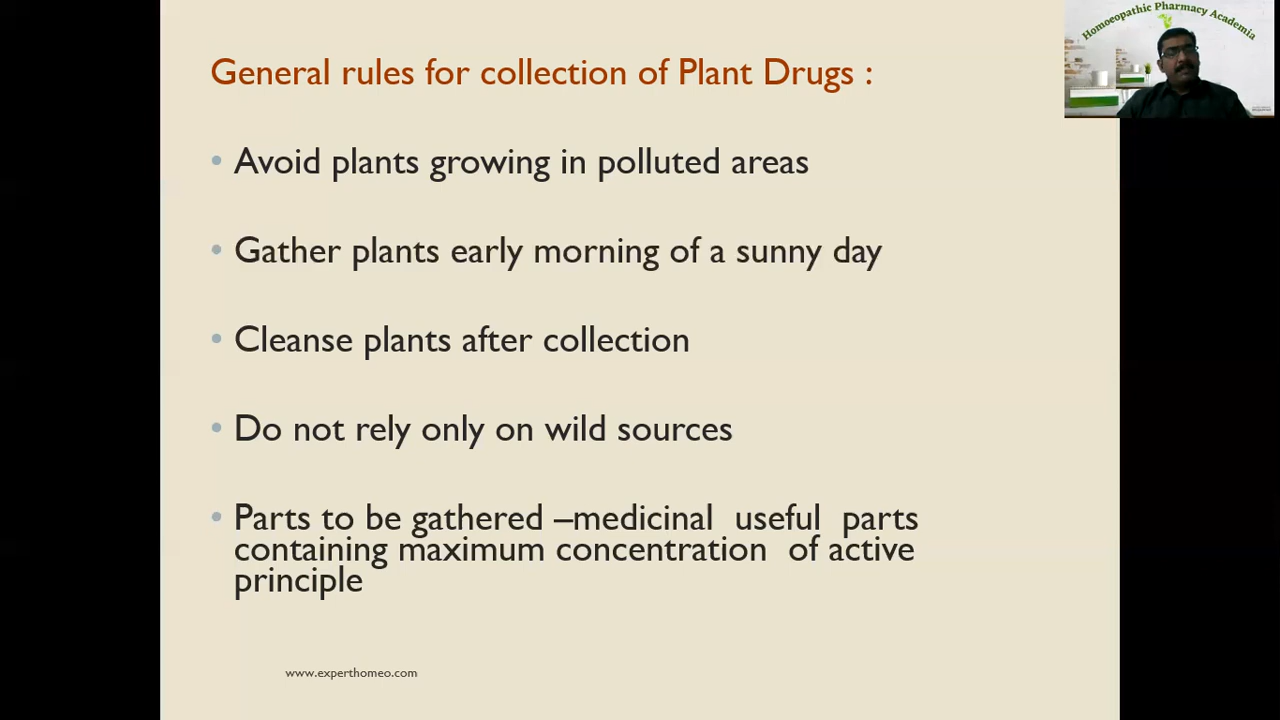 General rules for collection of Plant Drugs :
Homoeopathic Pharmacy Academia
• Avoid plants growing in polluted areas
• Gather plants early morning of a sunny day
• Cleanse plants after collection
• Do not rely only on wild sources
• Parts to be gathered –medicinal useful parts
containing maximum concentration of active
principle
www.experthomeo.com